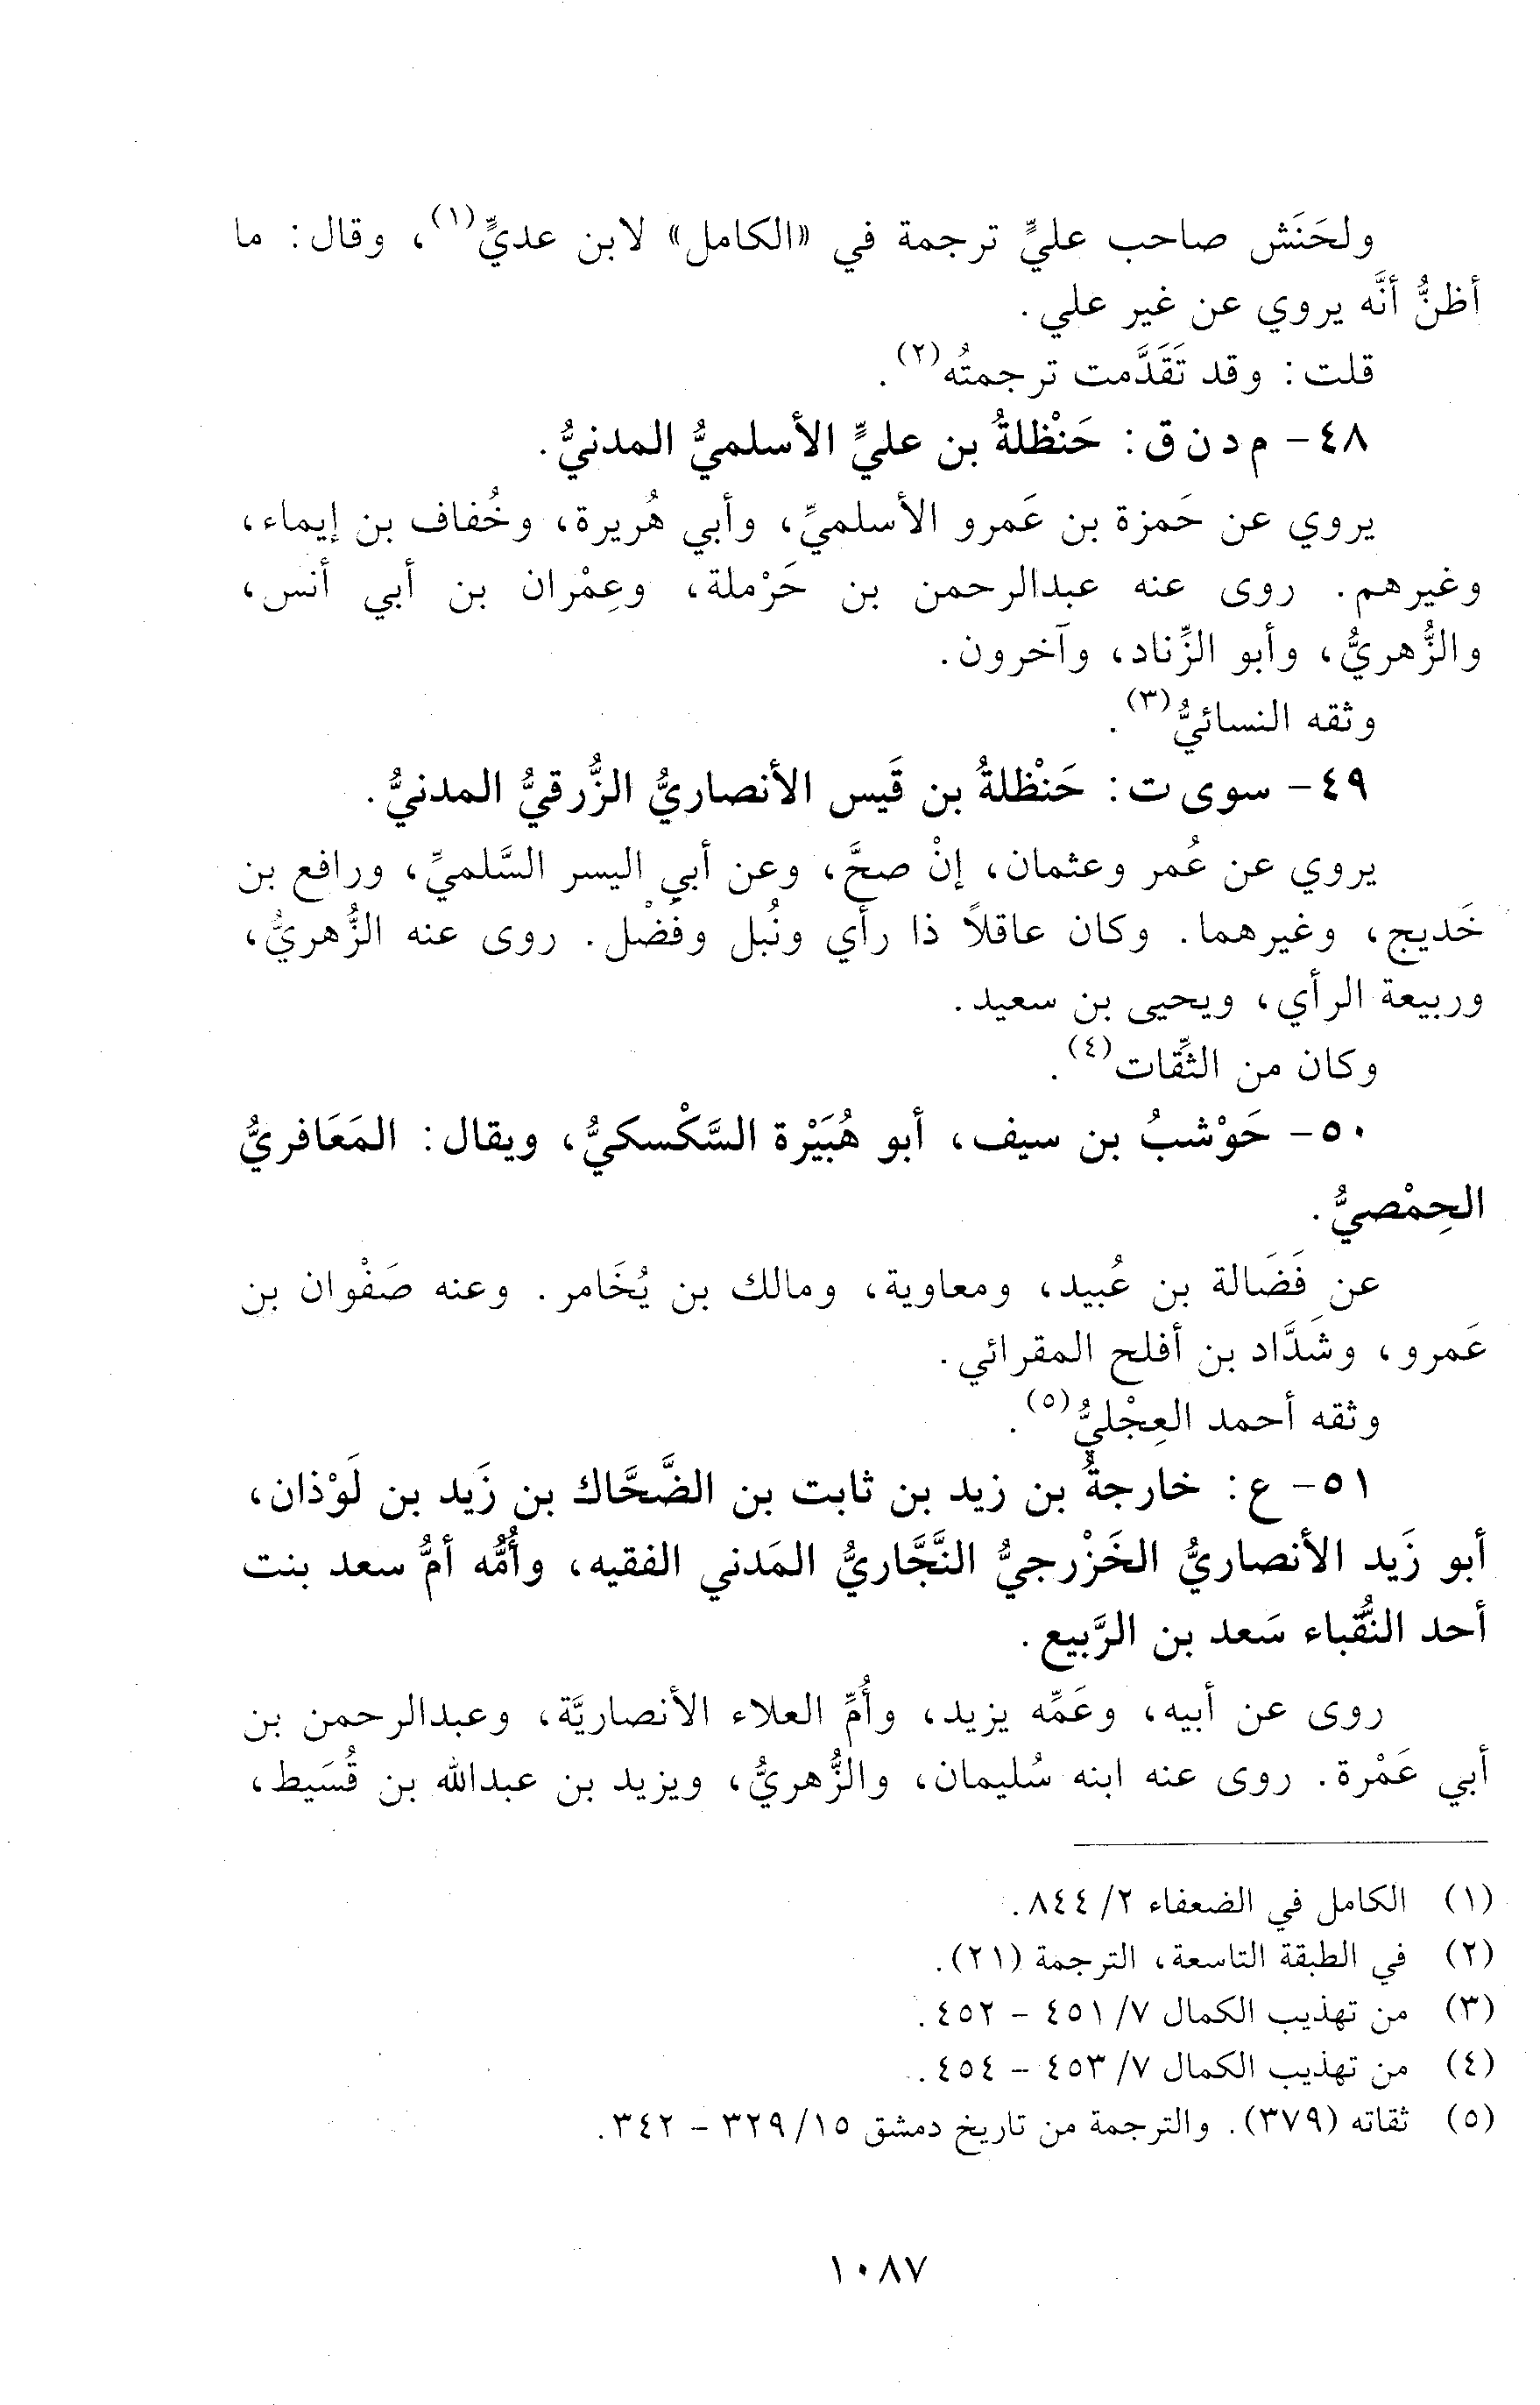 ولحَنَش صاحب عليٍّ ترجمة في «الكامل» لابن عديٍّ(١)، وقال: ما
أظنُّ أنَّه يروي عن غير علي.
قلت: وقد تَقَدَّمت ترجمتُه(٢).
٤٨- م د ن ق: حَنْظلةُ بن عليٍّ الأسلميُّ المدنيُّ.
يروي عن حَمزة بن عَمرو الأسلميِّ، وأبي هُريرة، وخُفاف بن إيماء،
وغيرهم. روى عنه عبدالرحمن بن حَرْملة، وعِمْران بن أبي أنس،
والزُّهريُّ، وأبو الزِّناد، وآخرون.
وثقه النسائيُّ(٣).
٤٩- سوى ت: حَنْظلةُ بن قَيس الأنصاريُّ الزُّرقيُّ المدنيُّ.
يروي عن عُمر وعثمان، إنْ صحَّ، وعن أبي اليسر السَّلميِّ، ورافع بن
خَديج، وغيرهما. وكان عاقلاً ذا رأي ونُبل وفَضْل. روى عنه الزُّهريُّ،
وربيعة الرأي، ويحيى بن سعيد.
وكان من الثِّقات(٤).
٥٠- حَوْشبُ بن سيف، أبو هُبَيْرة السَّكْسكيُّ، ويقال: المَعَافريُّ
الحِمْصيُّ.
عن فَضَالة بن عُبيد، ومعاوية، ومالك بن يُخَامر. وعنه صَفْوان بن
عَمرو، وشَدَّاد بن أفلح المقرائي.
وثقه أحمد العِجْليُّ(٥).
٥١- ع: خارجةُ بن زيد بن ثابت بن الضَّحَّاك بن زَيد بن لَوْذان،
أبو زَيد الأنصاريُّ الخَزْرجيُّ النَّجَّاريُّ المَدني الفقيه، وأُمُّه أمُّ سعد بنت
أحد النُّقباء سَعد بن الرَّبيع.
روى عن أبيه، وعَمِّه يزيد، وأُمِّ العلاء الأنصاريَّة، وعبدالرحمن بن
أبي عَمْرة. روى عنه ابنه سُليمان، والزُّهريُّ، ويزيد بن عبدالله بن قُسَيط،
(١) الكامل في الضعفاء ٢/ ٨٤٤.
(٢) في الطبقة التاسعة، الترجمة (٢١).
(٣) من تهذيب الكمال ٧/ ٤٥١ - ٤٥٢.
(٤) من تهذيب الكمال ٧/ ٤٥٣ - ٤٥٤.
(٥) ثقاته (٣٧٩). والترجمة من تاريخ دمشق ١٥/ ٣٢٩ - ٣٤٢.
١٠٨٧